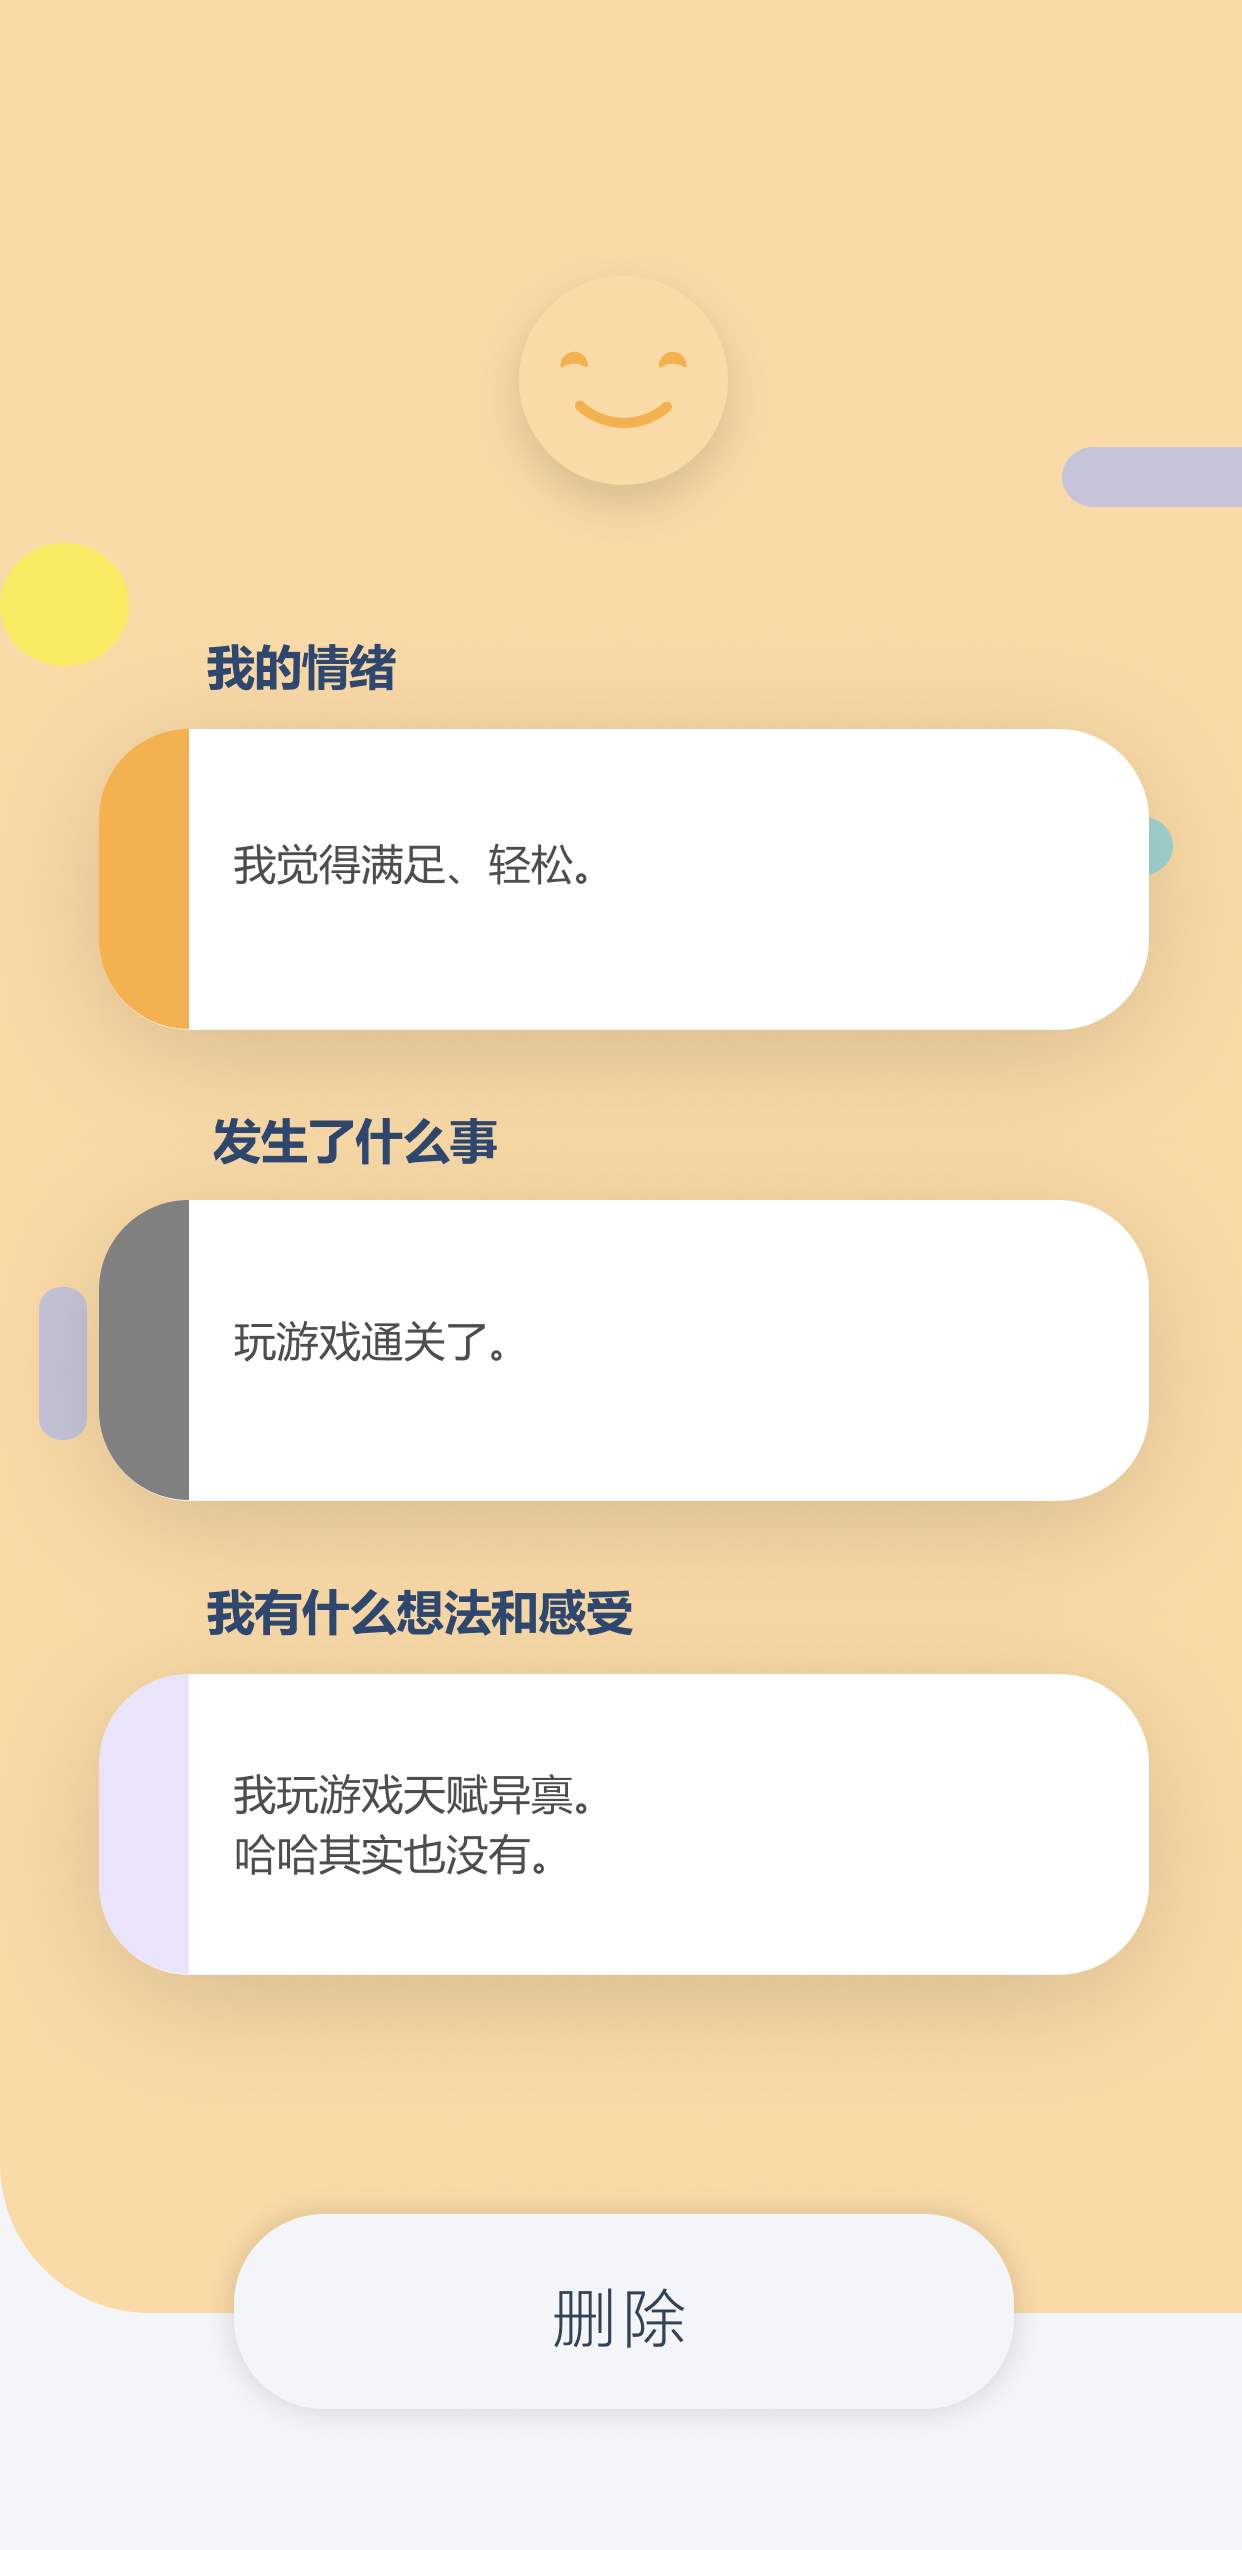 我的情绪
我觉得满足、轻松。
发生了什么事
玩游戏通关了。
我有什么想法和感受
我玩游戏天赋异禀。
哈哈其实也没有。
删除